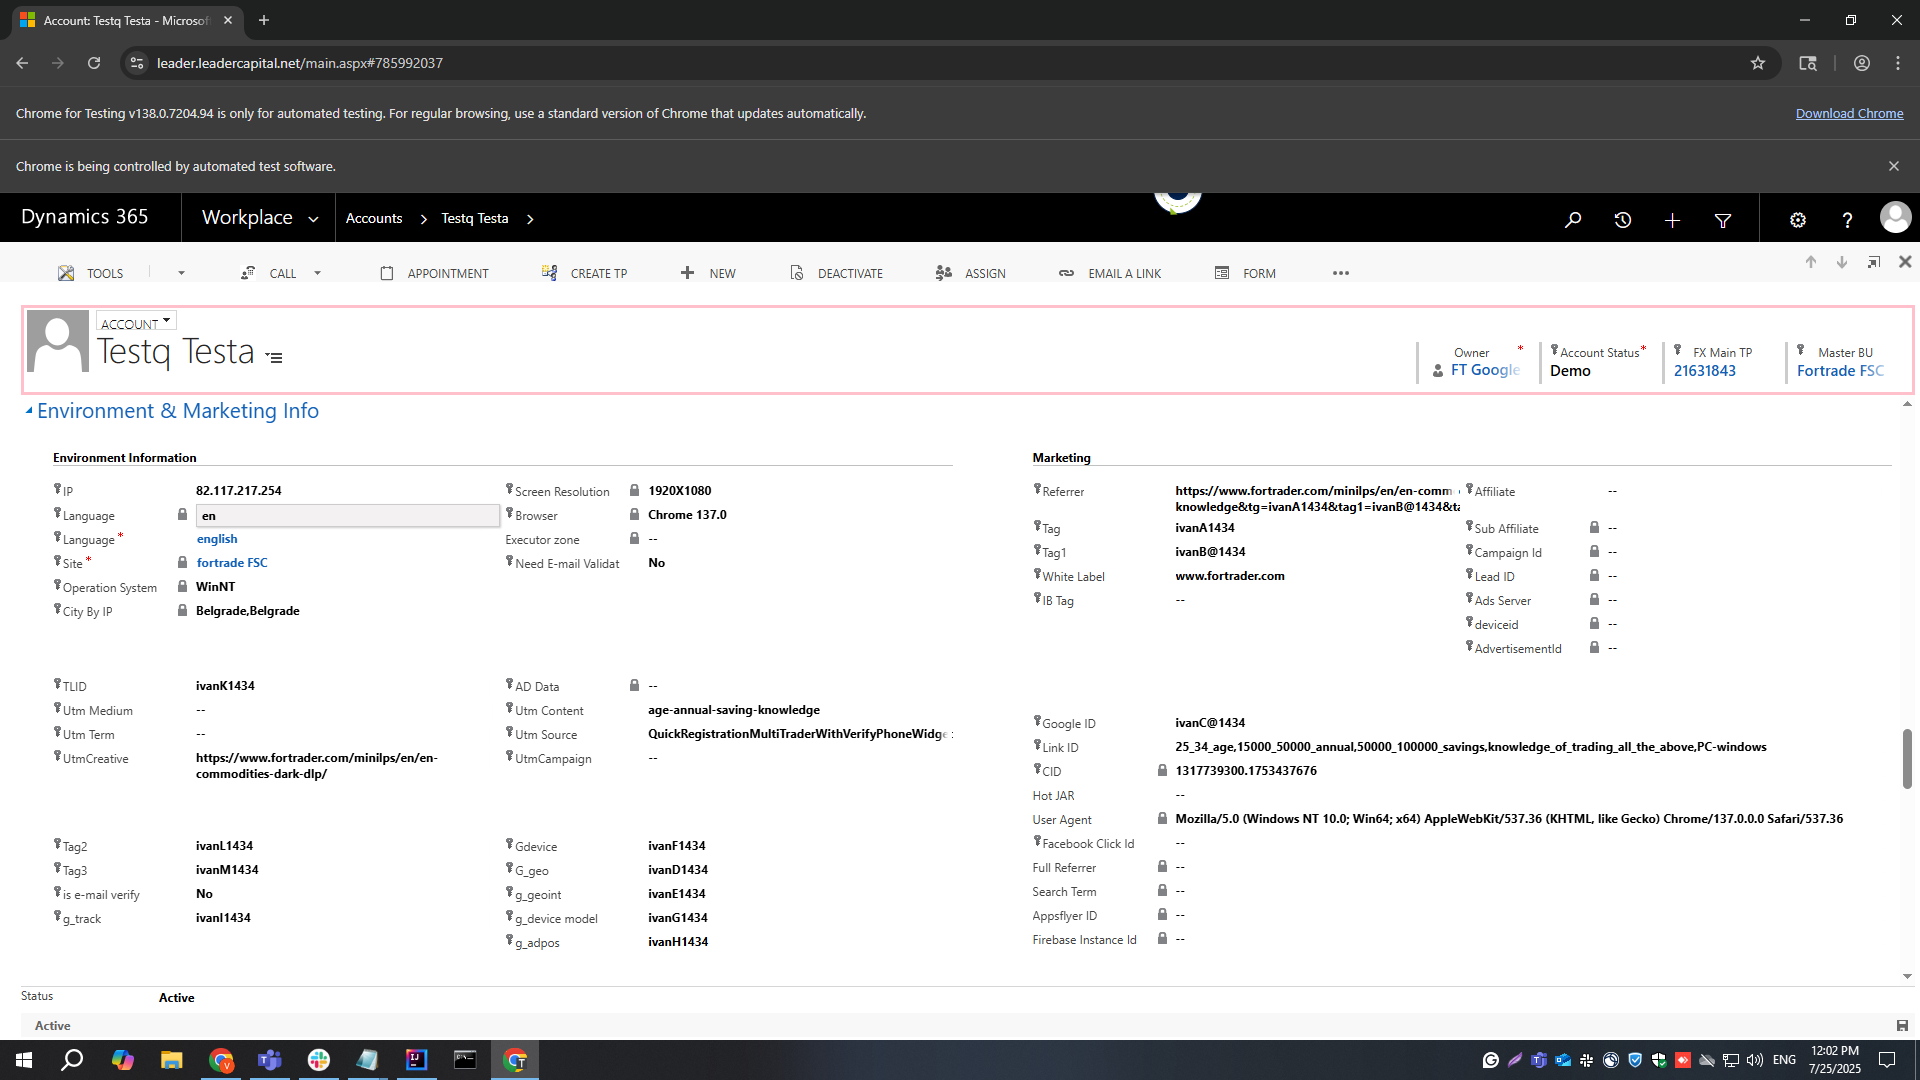 Account: Testq Testa - Microsof
leader.leadercapital.net/main.aspx#785992037
Chrome for Testing v138.0.7204.94 is only for automated testing. For regular browsing, use a standard version of Chrome that updates automatically.
Download Chrome
Chrome is being controlled by automated test software.
Dynamics 365
Workplace
Accounts
Testq Testa
TOOLS
CALL
APPOINTMENT
CREATE TP
NEW
DEACTIVATE
ASSIGN
EMAIL A LINK
FORM
ACCOUNT
Testq Testa
Owner *
FT Google
Account Status *
Demo
FX Main TP
21631843
Master BU
Fortrade FSC
Environment & Marketing Info
Environment Information
IP 82.117.217.254
Language en
Language * english
Site * fortrade FSC
Operation System WinNT
City By IP Belgrade,Belgrade
Screen Resolution 1920X1080
Browser Chrome 137.0
Executor zone --
Need E-mail Validat No
TLID ivanK1434
Utm Medium --
Utm Term --
UtmCreative https://www.fortrader.com/minilps/en/en-
commodities-dark-dlp/
AD Data --
Utm Content age-annual-saving-knowledge
Utm Source QuickRegistrationMultiTraderWithVerifyPhoneWidge
UtmCampaign --
Tag2 ivanL1434
Tag3 ivanM1434
is e-mail verify No
g_track ivanI1434
Gdevice ivanF1434
G_geo ivanD1434
g_geoint ivanE1434
g_device model ivanG1434
g_adpos ivanH1434
Marketing
Referrer https://www.fortrader.com/minilps/en/en-comm
knowledge&tg=ivanA1434&tag1=ivanB@1434&ta
Tag ivanA1434
Tag1 ivanB@1434
White Label www.fortrader.com
IB Tag --
Affiliate --
Sub Affiliate --
Campaign Id --
Lead ID --
Ads Server --
deviceid --
AdvertisementId --
Google ID ivanC@1434
Link ID 25_34_age,15000_50000_annual,50000_100000_savings,knowledge_of_trading_all_the_above,PC-windows
CID 1317739300.1753437676
Hot JAR --
User Agent Mozilla/5.0 (Windows NT 10.0; Win64; x64) AppleWebKit/537.36 (KHTML, like Gecko) Chrome/137.0.0.0 Safari/537.36
Facebook Click Id --
Full Referrer --
Search Term --
Appsflyer ID --
Firebase Instance Id --
Status Active
Active
ENG
12:02 PM
7/25/2025